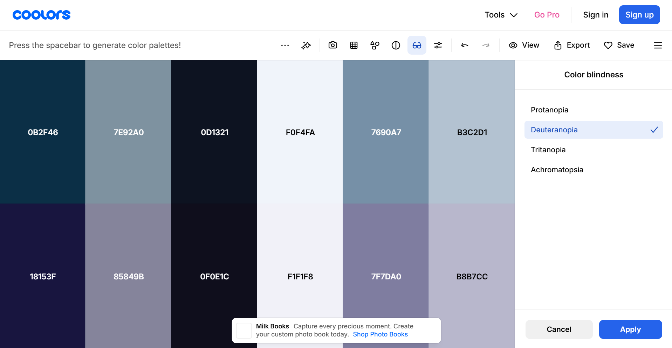 coolors
Tools
Go Pro
Sign in
Sign up
Press the spacebar to generate color palettes!
View
Export
Save
Color blindness
Protanopia
Deuteranopia
Tritanopia
Achromatopsia
0B2F46
7E92A0
0D1321
F0F4FA
7690A7
B3C2D1
18153F
85849B
0F0E1C
F1F1F8
7F7DA0
B8B7CC
Milk Books Capture every precious moment. Create
your custom photo book today. Shop Photo Books
Cancel
Apply